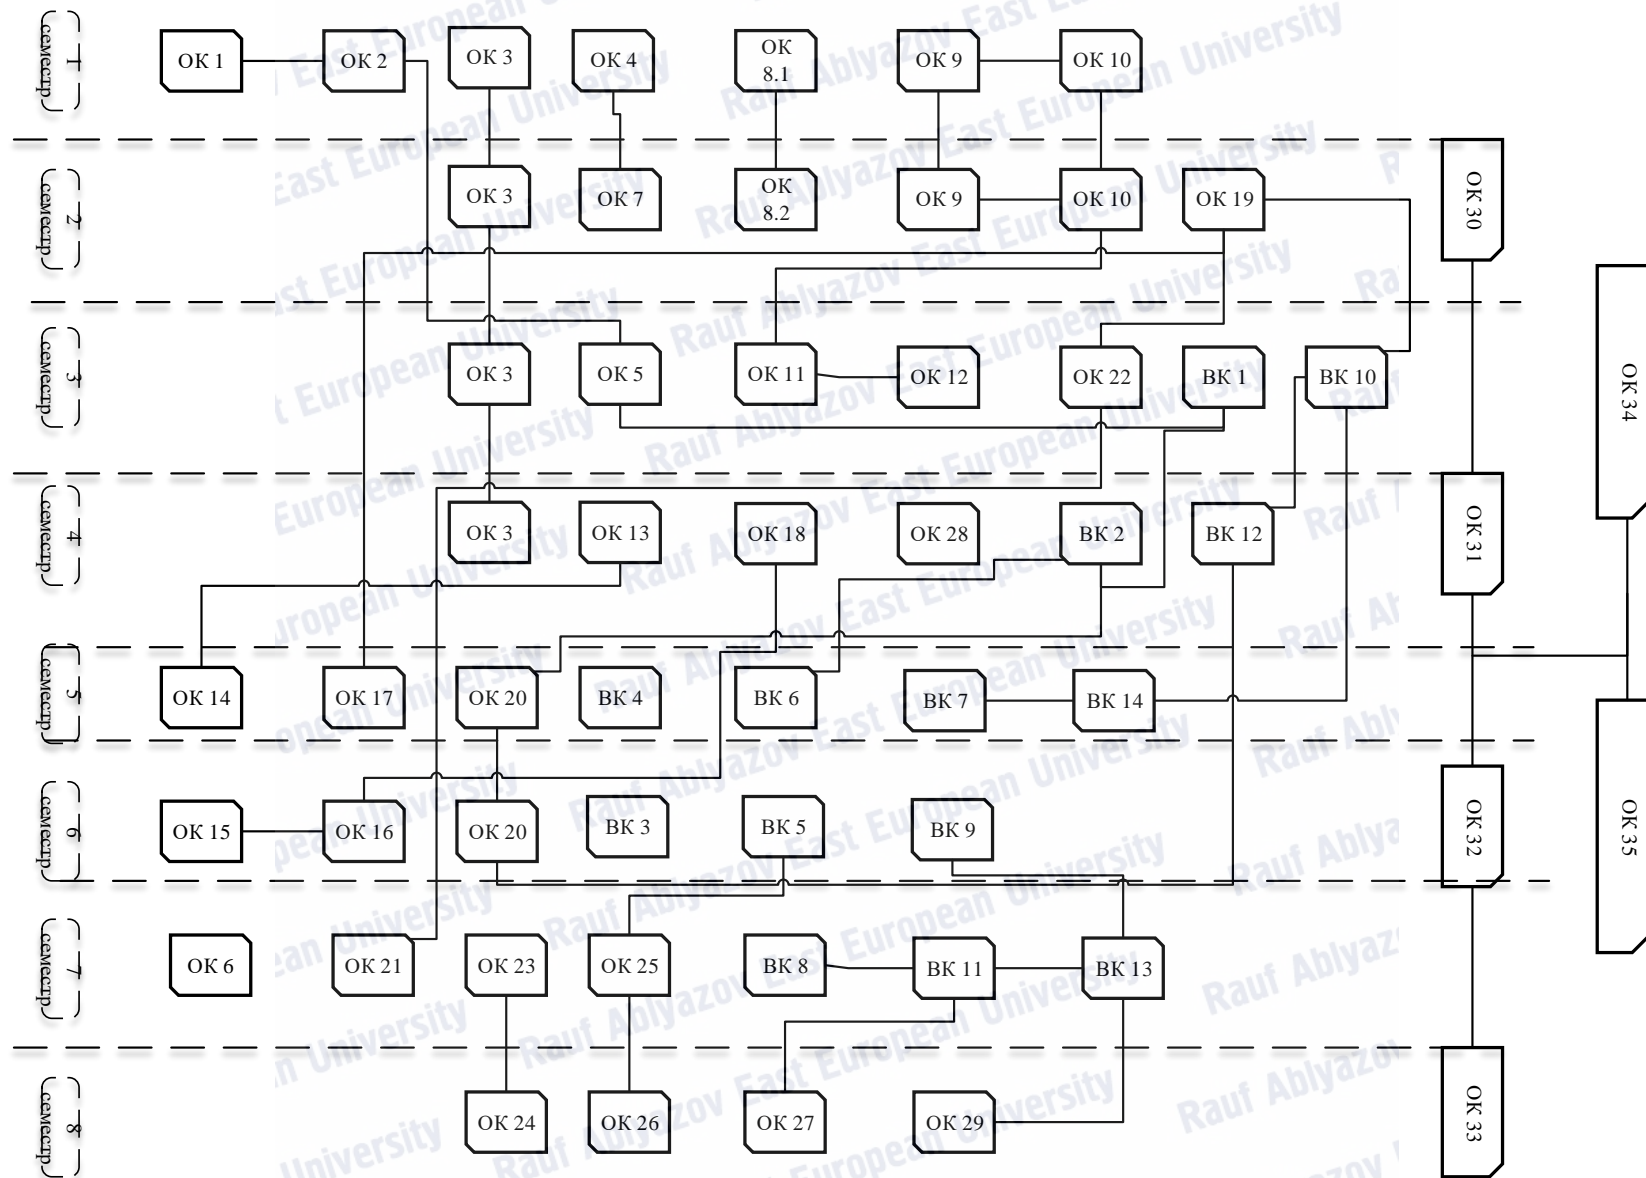 1 семестр
ОК 1
ОК 2
ОК 3
ОК 4
ОК
8.1
ОК 9
ОК 10
2 семестр
ОК 3
ОК 7
ОК
8.2
ОК 9
ОК 10
ОК 19
ОК 30
3 семестр
ОК 3
ОК 5
ОК 11
ОК 12
ОК 22
ВК 1
ВК 10
ОК 34
4 семестр
ОК 3
ОК 13
ОК 18
ОК 28
ВК 2
ВК 12
ОК 31
5 семестр
ОК 14
ОК 17
ОК 20
ВК 4
ВК 6
ВК 7
ВК 14
6 семестр
ОК 15
ОК 16
ОК 20
ВК 3
ВК 5
ВК 9
ОК 32
ОК 35
7 семестр
ОК 6
ОК 21
ОК 23
ОК 25
ВК 8
ВК 11
ВК 13
8 семестр
ОК 24
ОК 26
ОК 27
ОК 29
ОК 33
Rauf Ablyazov East European University